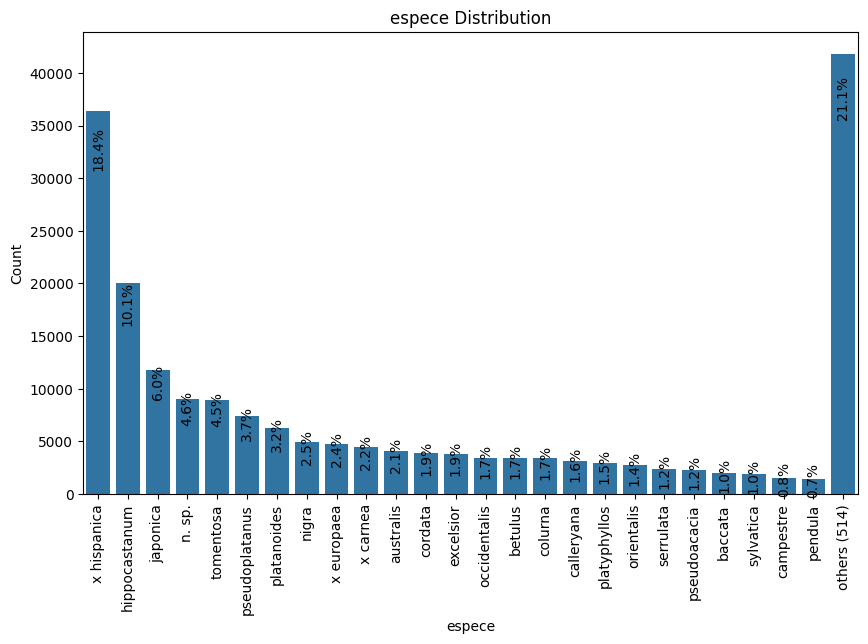 espece Distribution
Count
40000
35000
30000
25000
20000
15000
10000
5000
0
18.4%
10.1%
6.0%
4.6%
4.5%
3.7%
3.2%
2.5%
2.4%
2.2%
2.1%
1.9%
1.9%
1.7%
1.7%
1.7%
1.6%
1.5%
1.4%
1.2%
1.2%
1.0%
1.0%
0.8%
0.7%
21.1%
x hispanica
hippocastanum
japonica
n. sp.
tomentosa
pseudoplatanus
platanoides
nigra
x europaea
x carnea
australis
cordata
excelsior
occidentalis
betulus
colurna
calleryana
platyphyllos
orientalis
serrulata
pseudoacacia
baccata
sylvatica
campestre
pendula
others (514)
espece